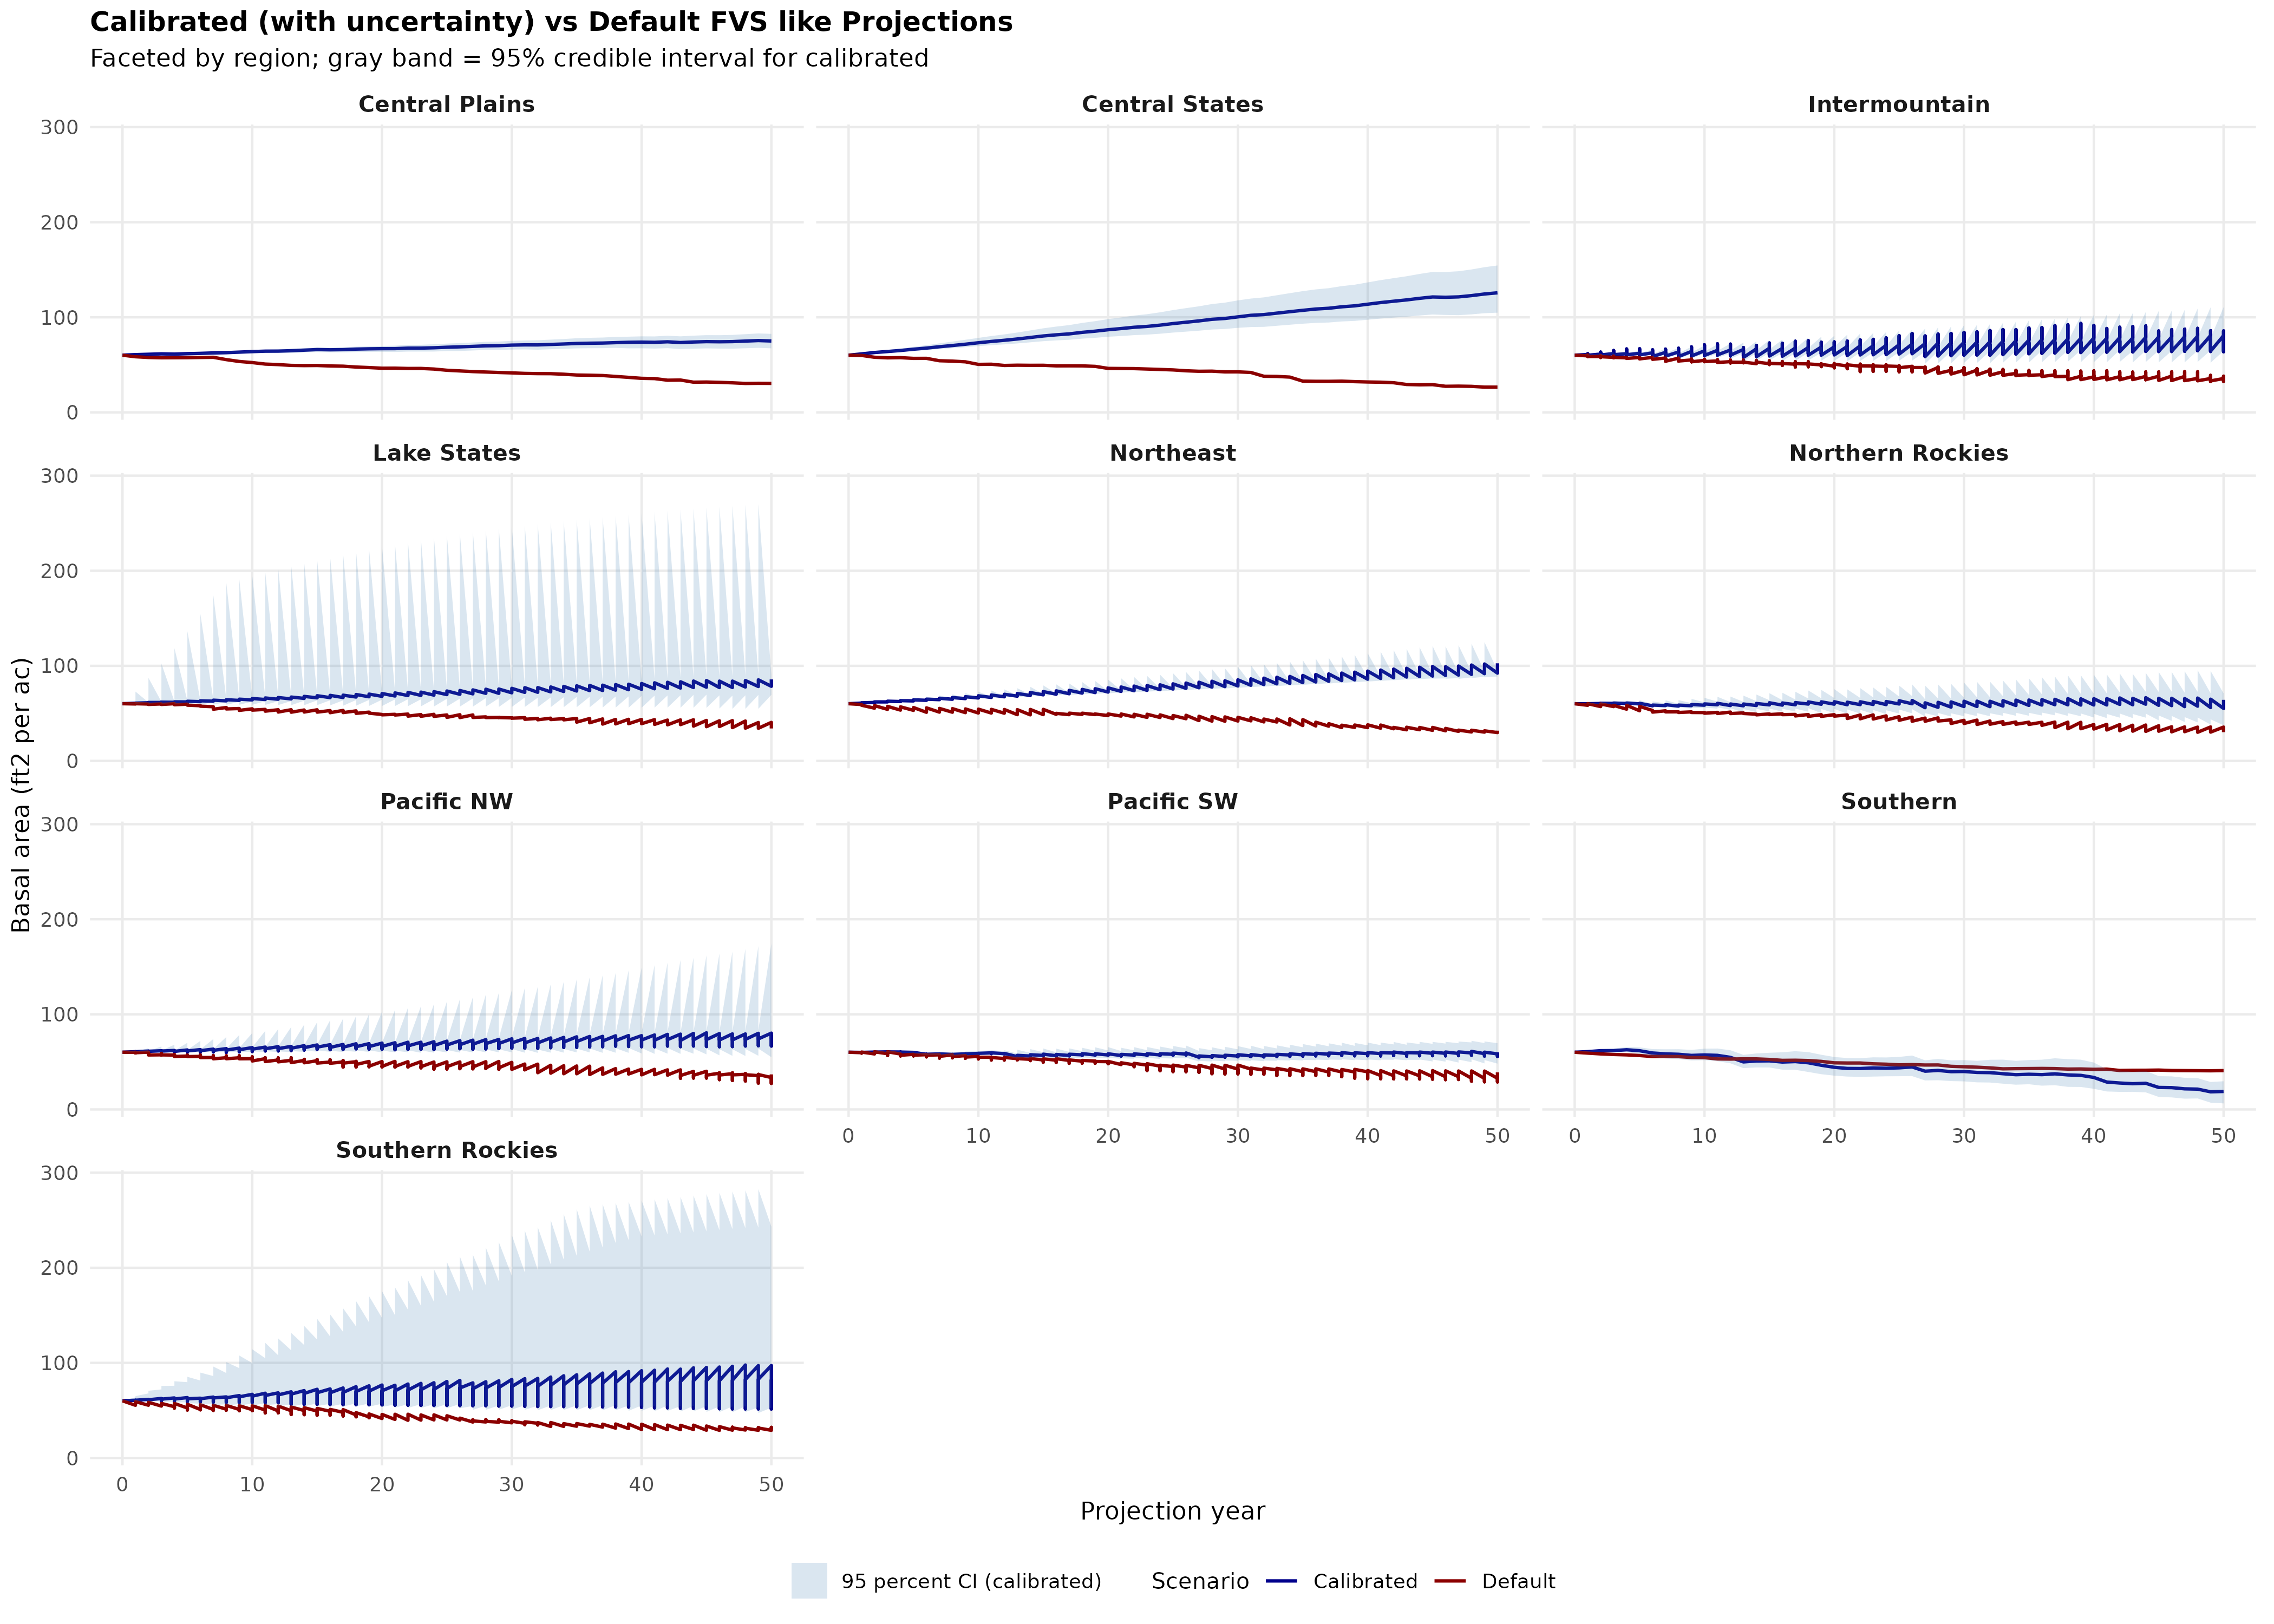 Calibrated (with uncertainty) vs Default FVS like Projections
Faceted by region; gray band = 95% credible interval for calibrated
Central Plains
Central States
Intermountain
300
200
100
0
Lake States
Northeast
Northern Rockies
300
200
100
0
Basal area (ft2 per ac)
Pacific NW
Pacific SW
Southern
300
200
100
0
0 10 20 30 40 50
0 10 20 30 40 50
Southern Rockies
300
200
100
0
0 10 20 30 40 50
Projection year
95 percent CI (calibrated) Scenario Calibrated Default